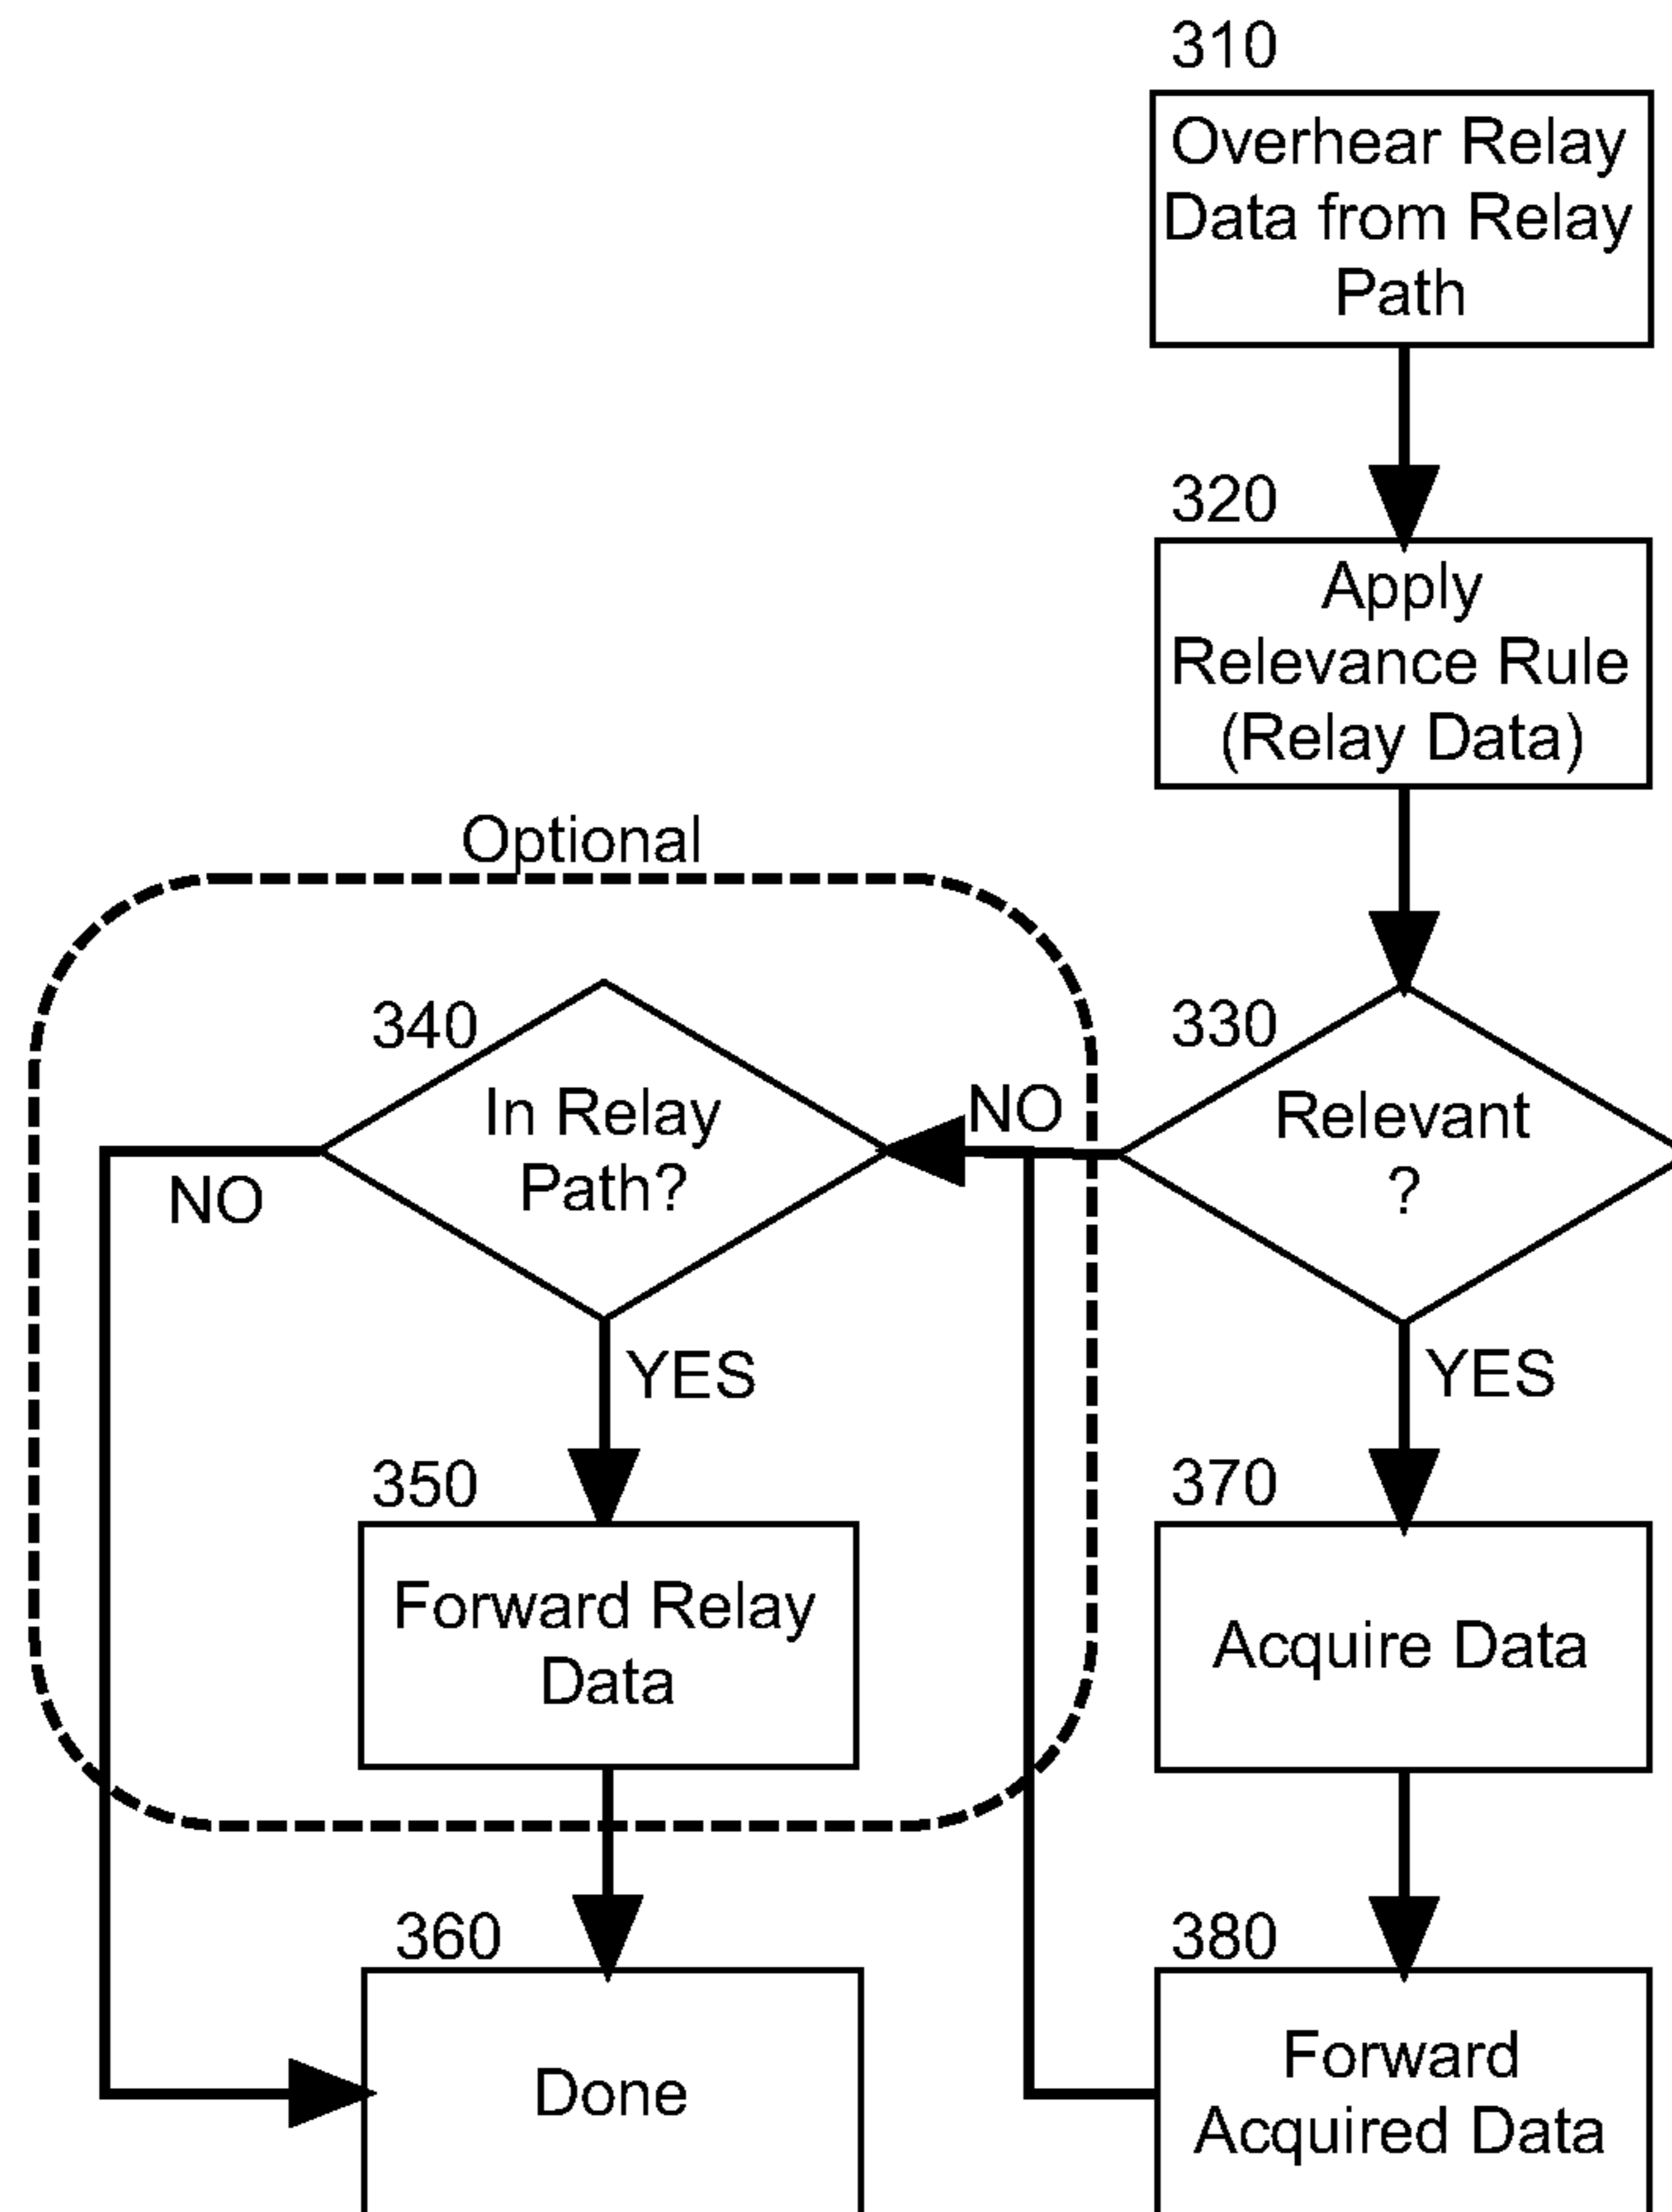 310
Overhear Relay
Data from Relay
Path
320
Apply
Relevance Rule
(Relay Data)
Optional
340
In Relay
Path?
NO
330
Relevant
?
NO
YES
YES
350
Forward Relay
Data
370
Acquire Data
360
Done
380
Forward
Acquired Data